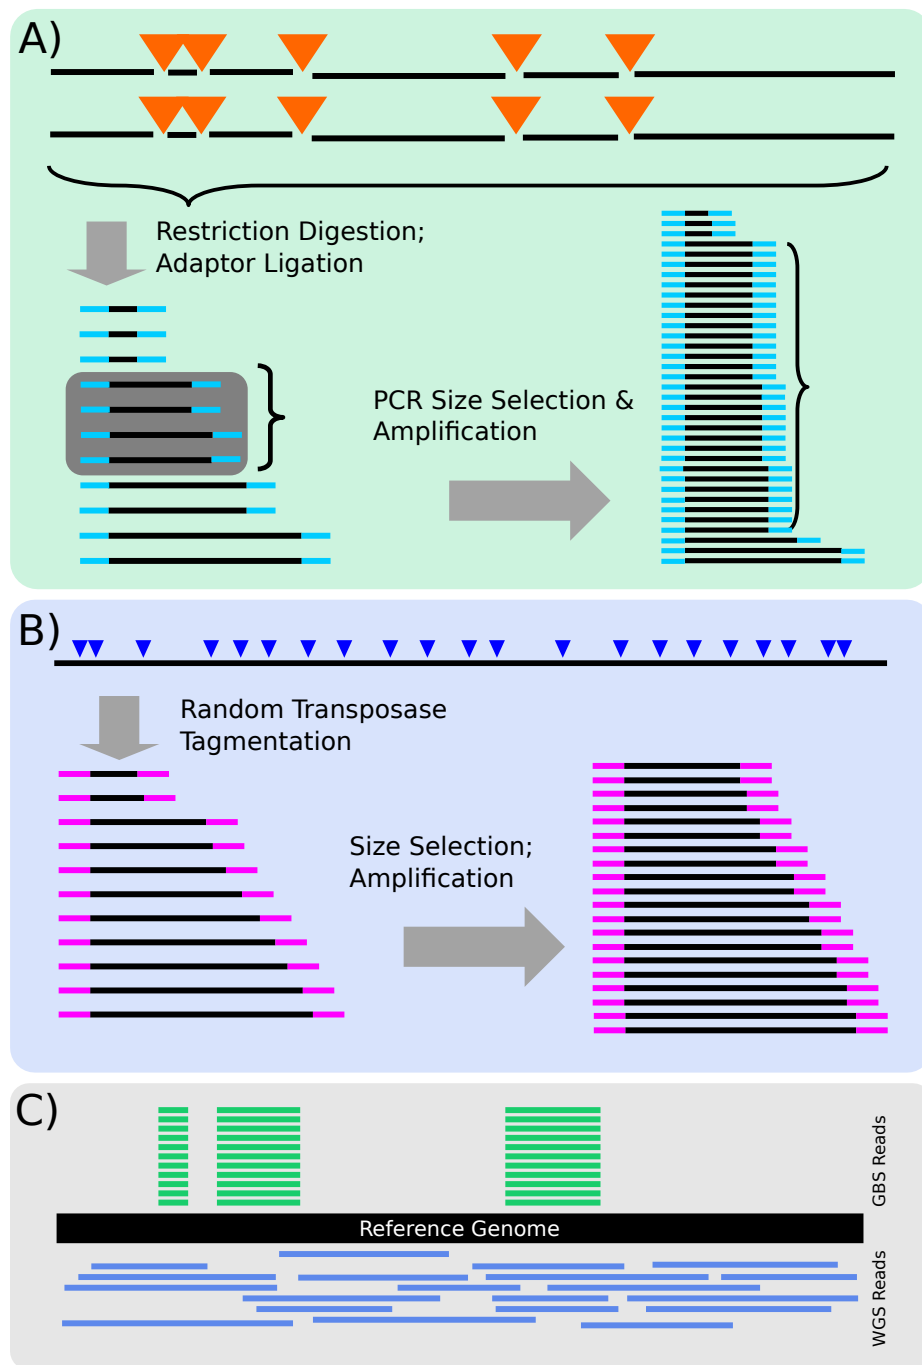 A)
Restriction Digestion;
Adaptor Ligation
PCR Size Selection &
Amplification
B)
Random Transposase
Tagmentation
Size Selection;
Amplification
C)
GBS Reads
Reference Genome
WGS Reads